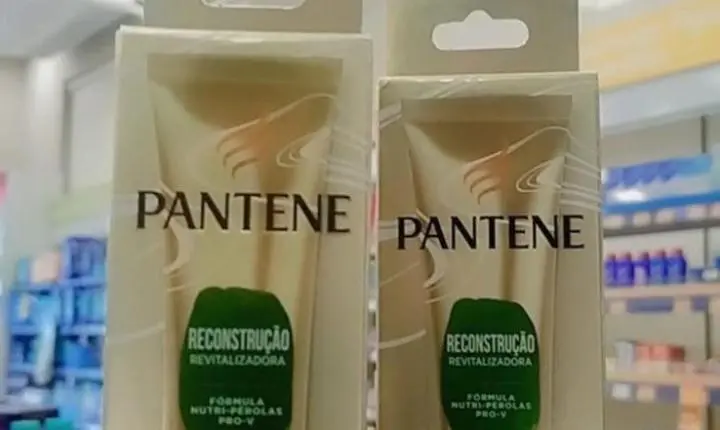 PANTENE
RECONSTRUÇÃO
REVITALIZADORA
FÓRMULA
NUTRI-PÉROLAS
PRO-V
PANTENE
RECONSTRUÇÃO
REVITALIZADORA
FÓRMULA
NUTRI-PÉROLAS
PRO-V